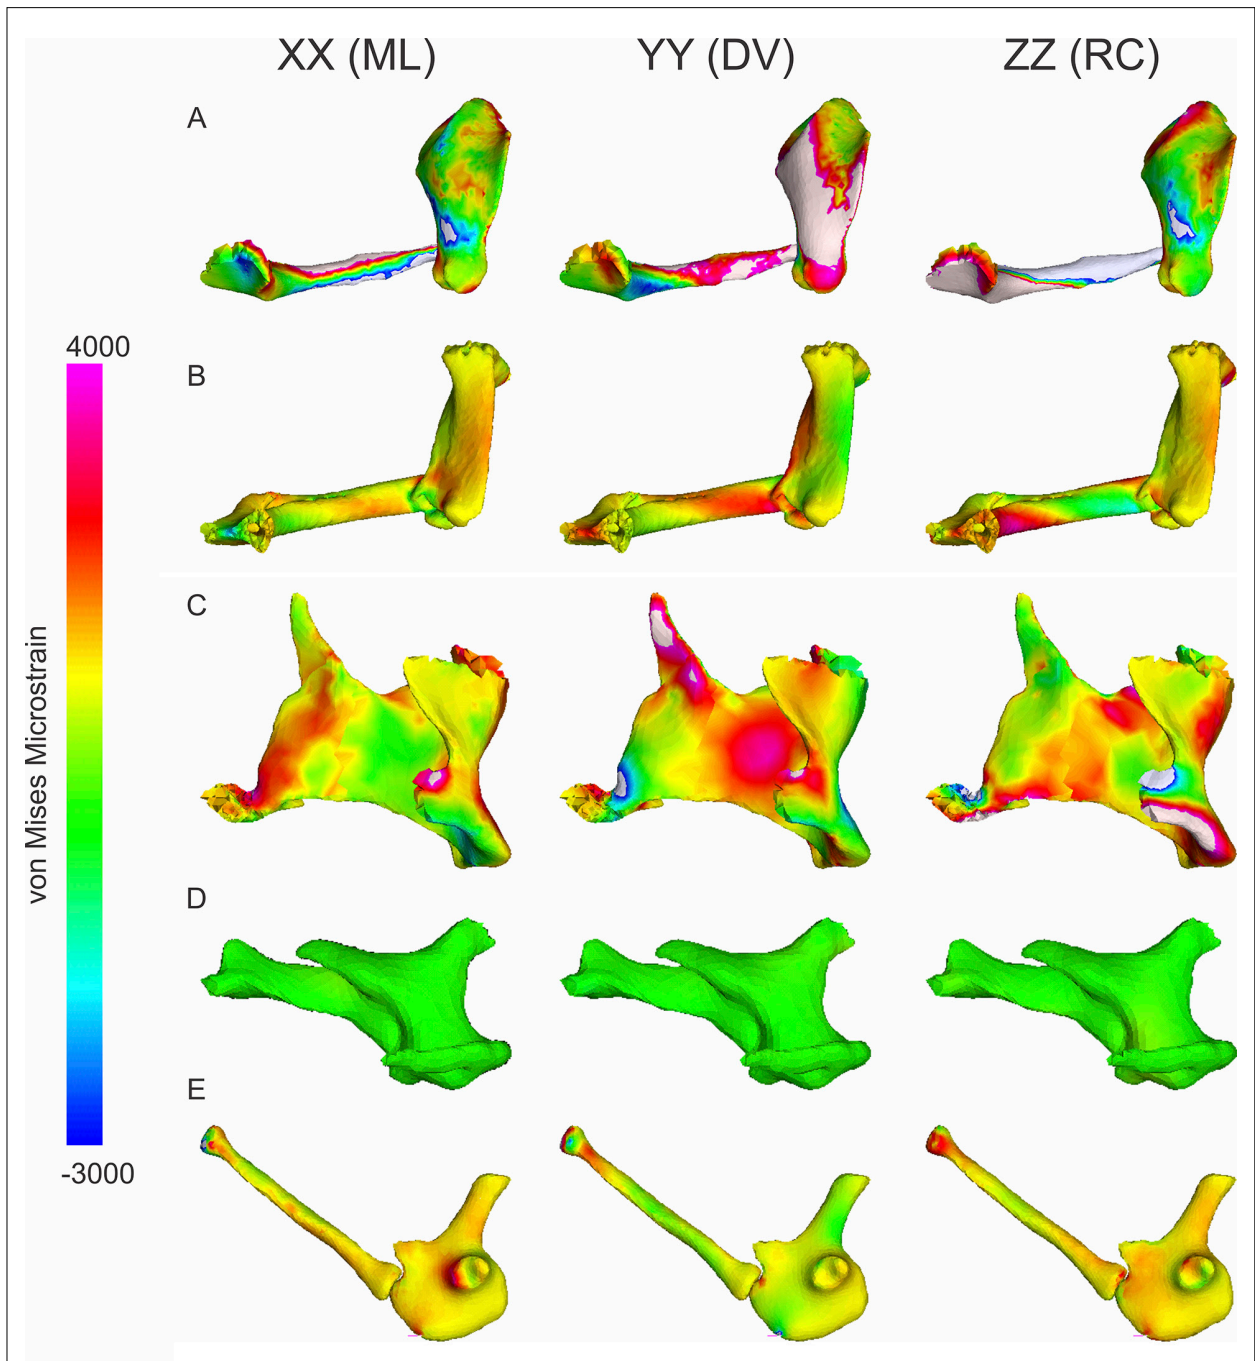 XX (ML)
YY (DV)
ZZ (RC)
A
4000
B
von Mises Microstrain
C
D
E
-3000